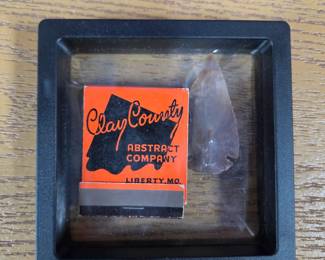 Clay County
ABSTRACT
COMPANY
LIBERTY, MO.